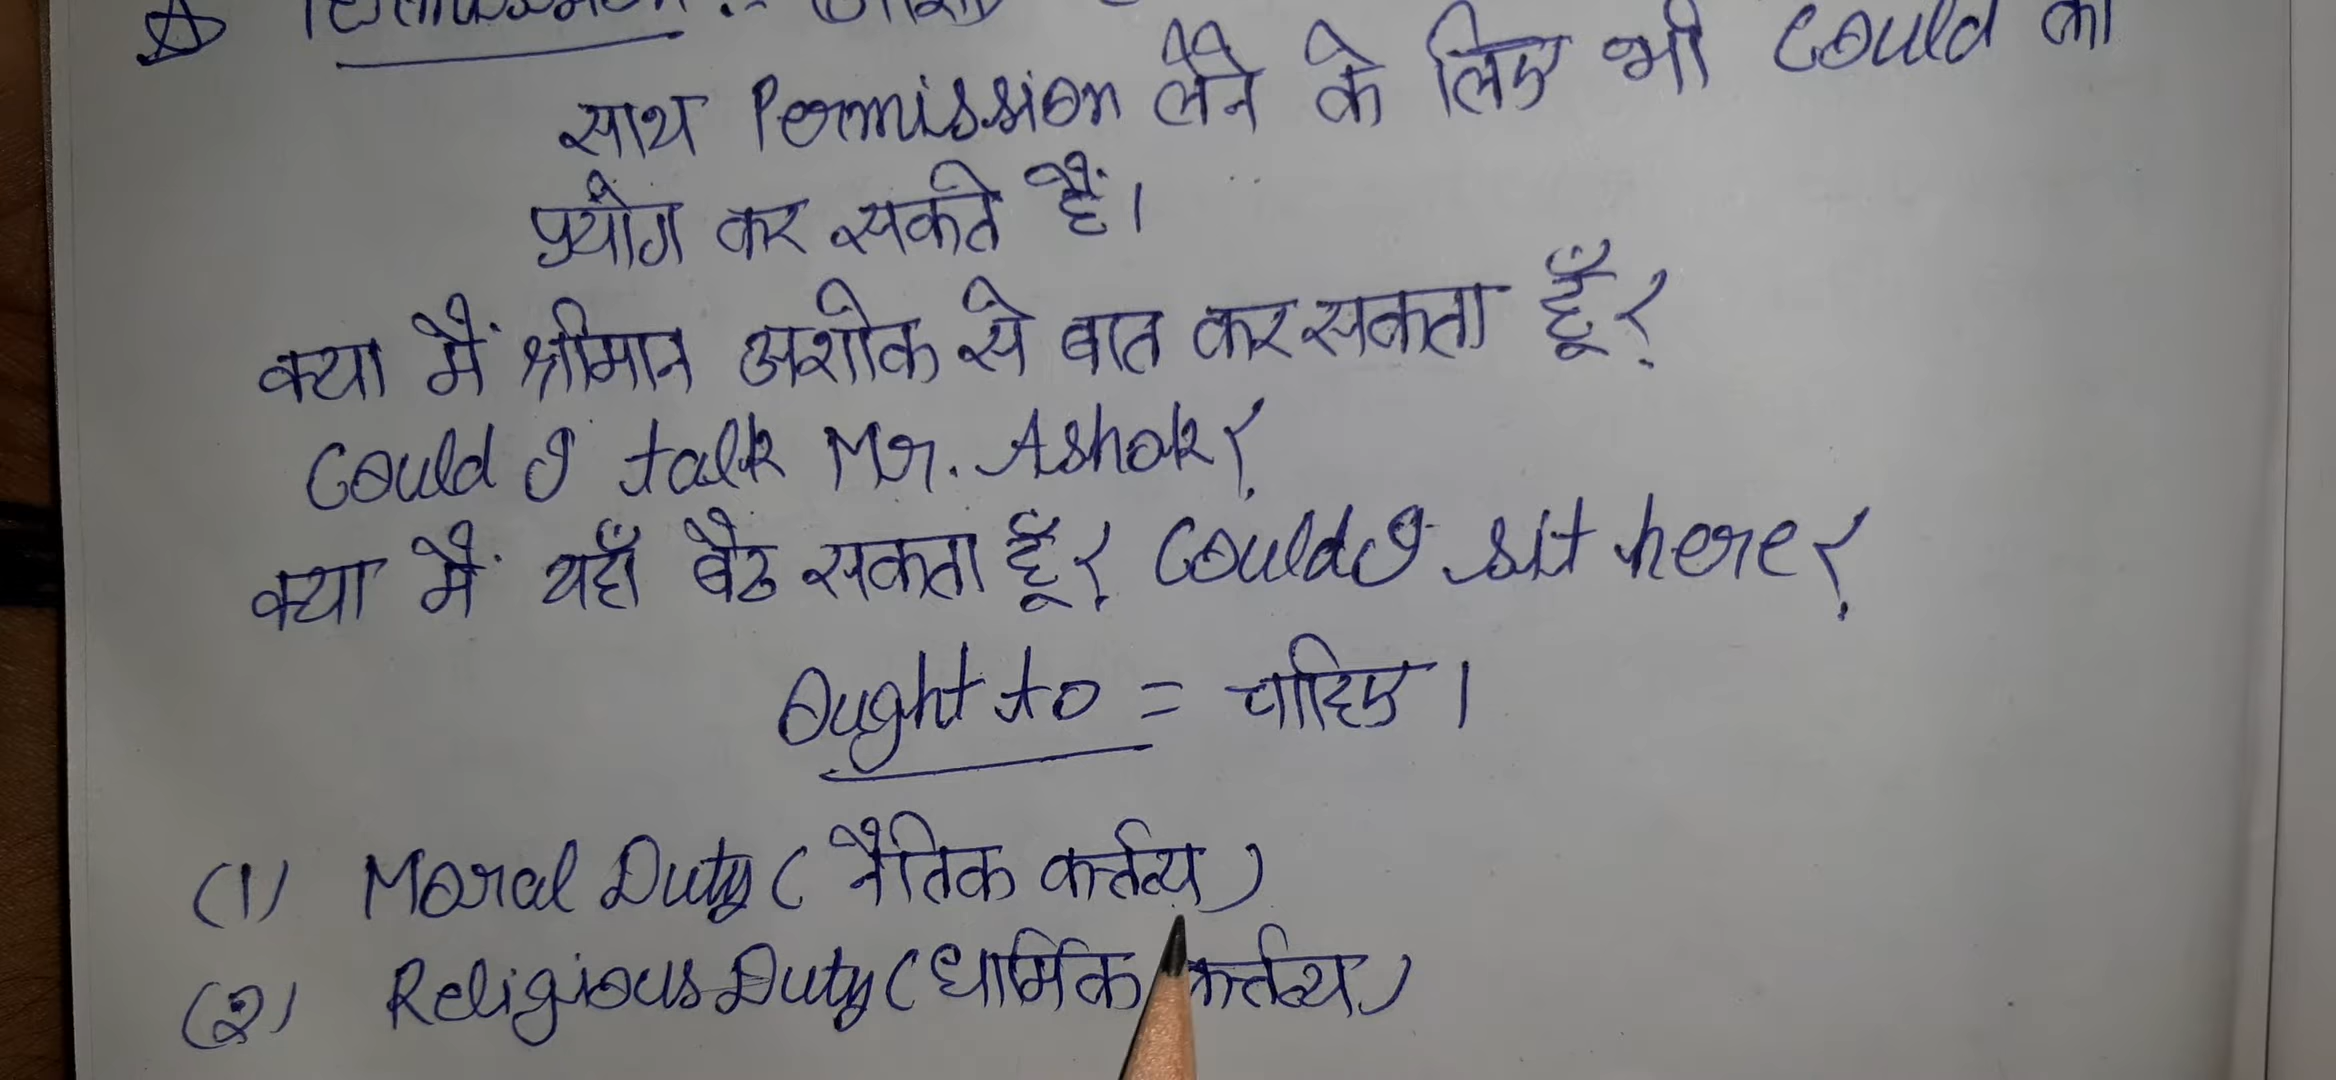 साथ Permission लेने के लिए भी Could का
प्रयोग कर सकते हैं।
क्या मैं श्रीमान अशोक से बात कर सकता हूँ?
Could I talk Mr. Ashok?
क्या मैं यहाँ बैठ सकता हूँ? Could I sit here?
Ought to = चाहिए।
(1) Moral Duty (नैतिक कर्त्तव्य)
(2) Religious Duty (धार्मिक कर्त्तव्य)